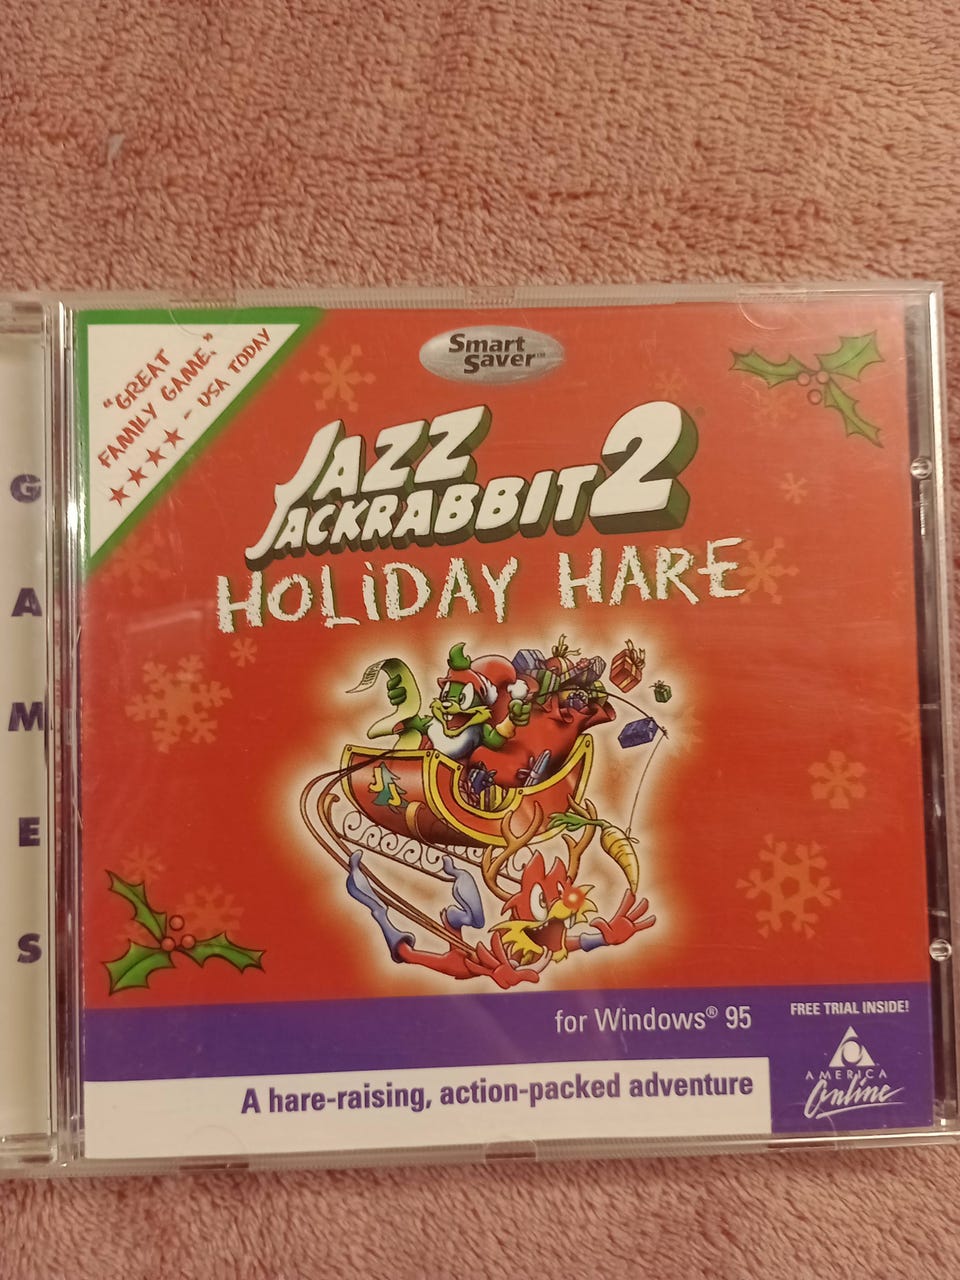 "GREAT
FAMILY GAME."
★★★★ - USA TODAY
Smart
Saver™
JAZZ
JACKRABBIT 2
HOLiDAY HARE
G
A
M
E
S
for Windows® 95
FREE TRIAL INSIDE!
AMERICA
Online
A hare-raising, action-packed adventure